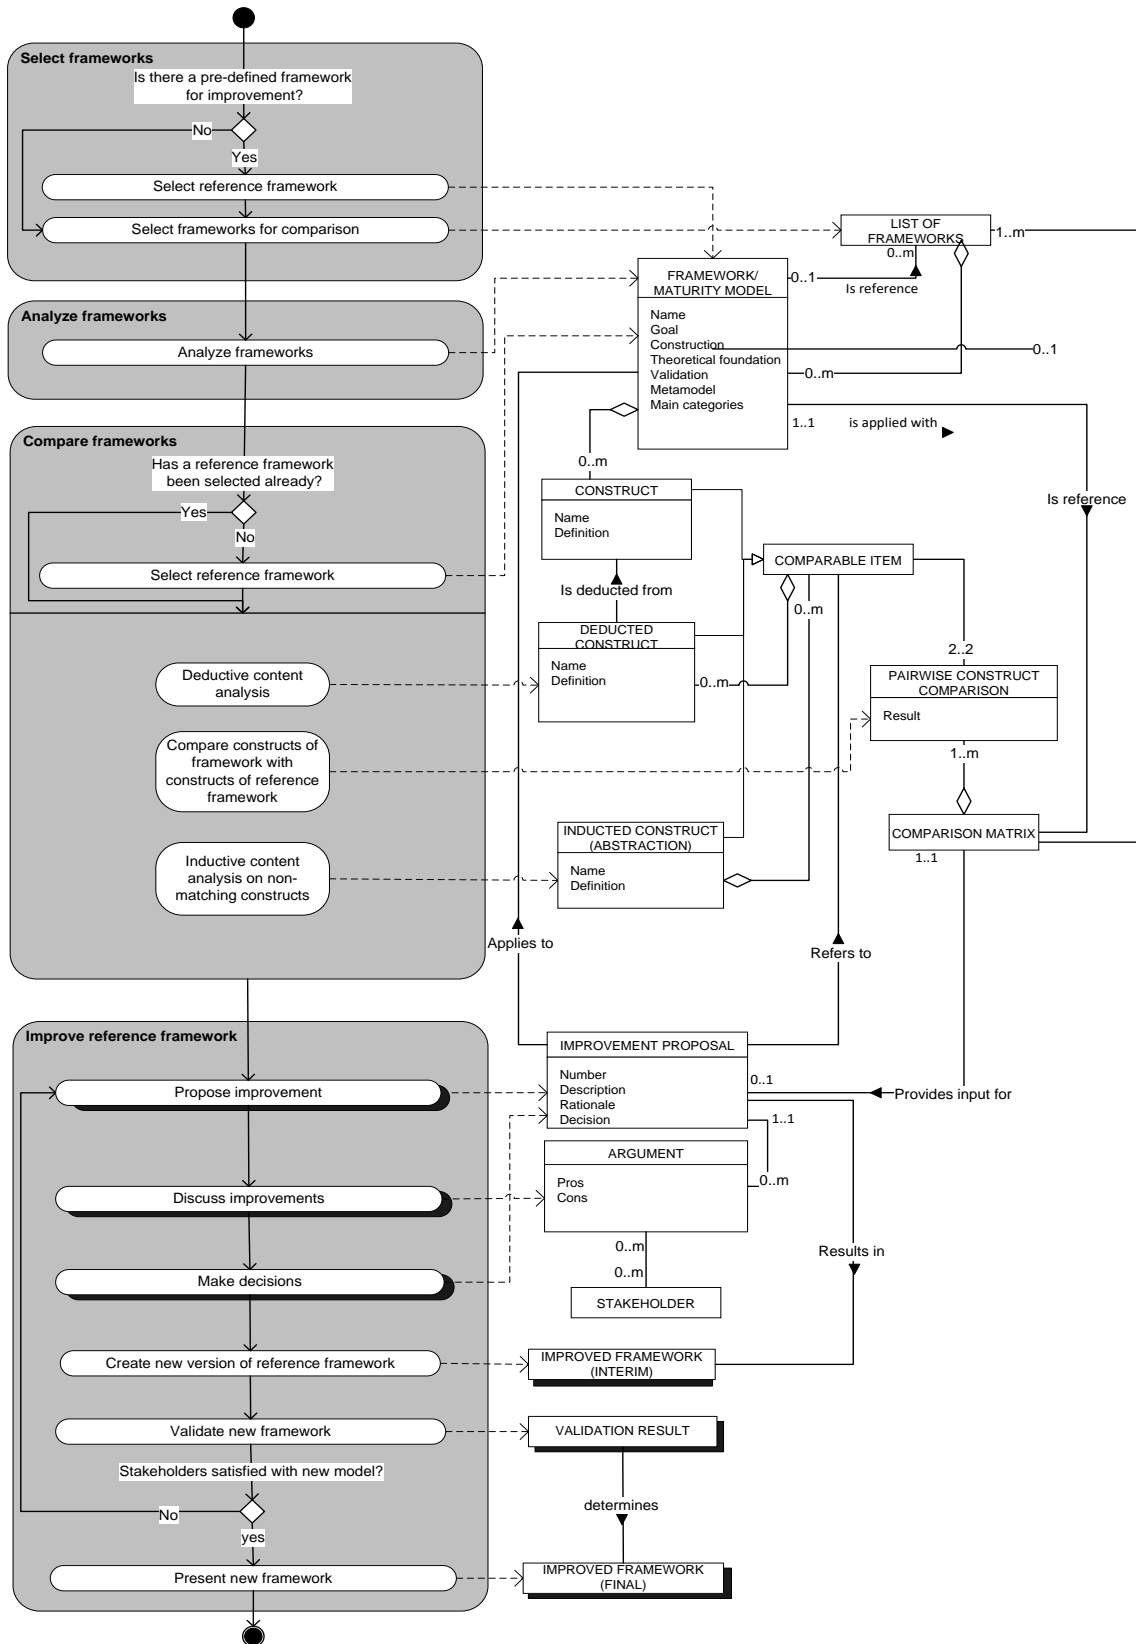 Select frameworks
Is there a pre-defined framework
for improvement?
No
Yes
Select reference framework
Select frameworks for comparison
Analyze frameworks
Analyze frameworks
Compare frameworks
Has a reference framework
been selected already?
Yes
No
Select reference framework
Deductive content
analysis
Compare constructs of
framework with
constructs of reference
framework
Inductive content
analysis on non-
matching constructs
Improve reference framework
Propose improvement
Discuss improvements
Make decisions
Create new version of reference framework
Validate new framework
Stakeholders satisfied with new model?
No
yes
Present new framework
LIST OF
FRAMEWORKS
1..m
0..m
FRAMEWORK/
MATURITY MODEL
0..1
Is reference
Name
Goal
Construction
Theoretical foundation
Validation
Metamodel
Main categories
0..1
0..m
1..1
is applied with
0..m
Is reference
CONSTRUCT
Name
Definition
COMPARABLE ITEM
Is deducted from
0..m
DEDUCTED
CONSTRUCT
Name
Definition
0..m
2..2
PAIRWISE CONSTRUCT
COMPARISON
Result
1..m
COMPARISON MATRIX
1..1
INDUCTED CONSTRUCT
(ABSTRACTION)
Name
Definition
Applies to
Refers to
IMPROVEMENT PROPOSAL
Number
Description
Rationale
Decision
0..1
Provides input for
1..1
ARGUMENT
Pros
Cons
0..m
0..m
0..m
Results in
STAKEHOLDER
IMPROVED FRAMEWORK
(INTERIM)
VALIDATION RESULT
determines
IMPROVED FRAMEWORK
(FINAL)